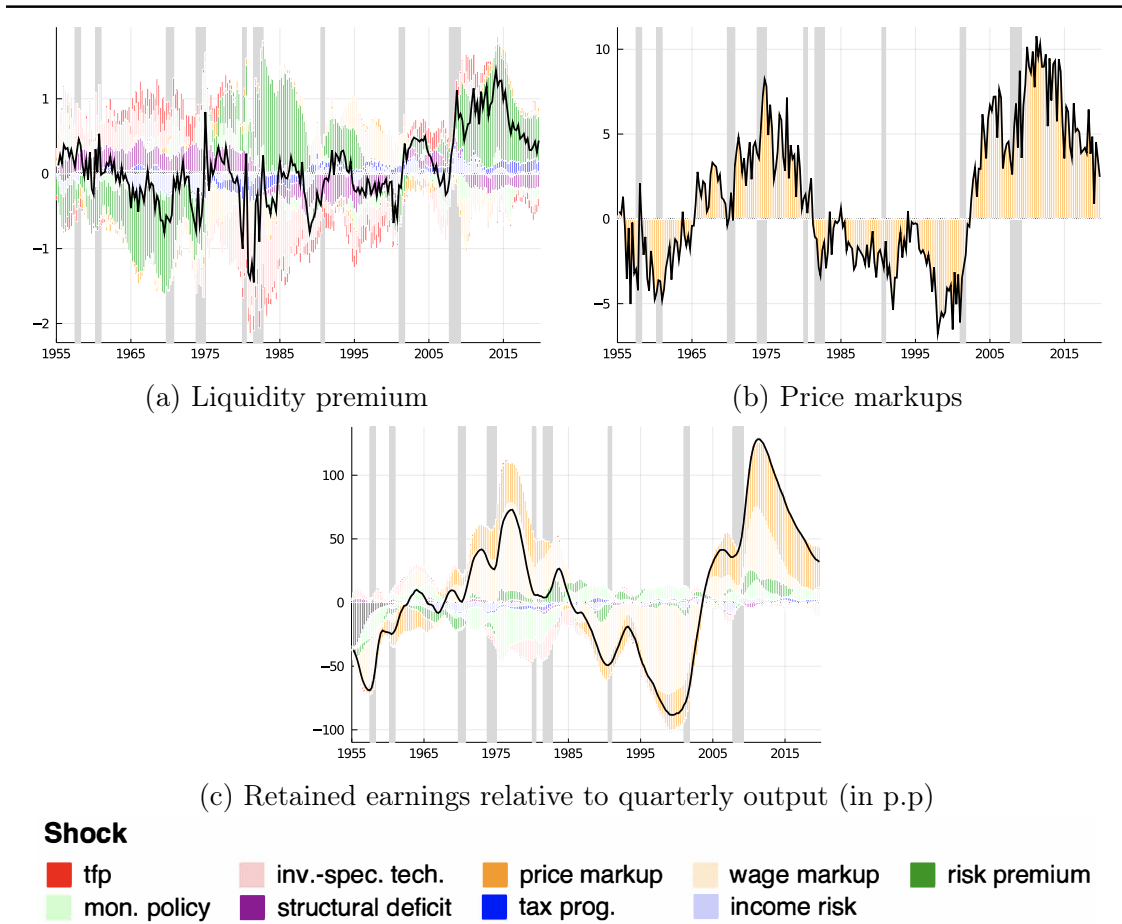 1
0
−1
−2
1955 1965 1975 1985 1995 2005 2015
(a) Liquidity premium
10
5
0
−5
1955 1965 1975 1985 1995 2005 2015
(b) Price markups
100
50
0
−50
−100
1955 1965 1975 1985 1995 2005 2015
(c) Retained earnings relative to quarterly output (in p.p)
Shock
tfp inv.-spec. tech. price markup wage markup risk premium
mon. policy structural deficit tax prog. income risk